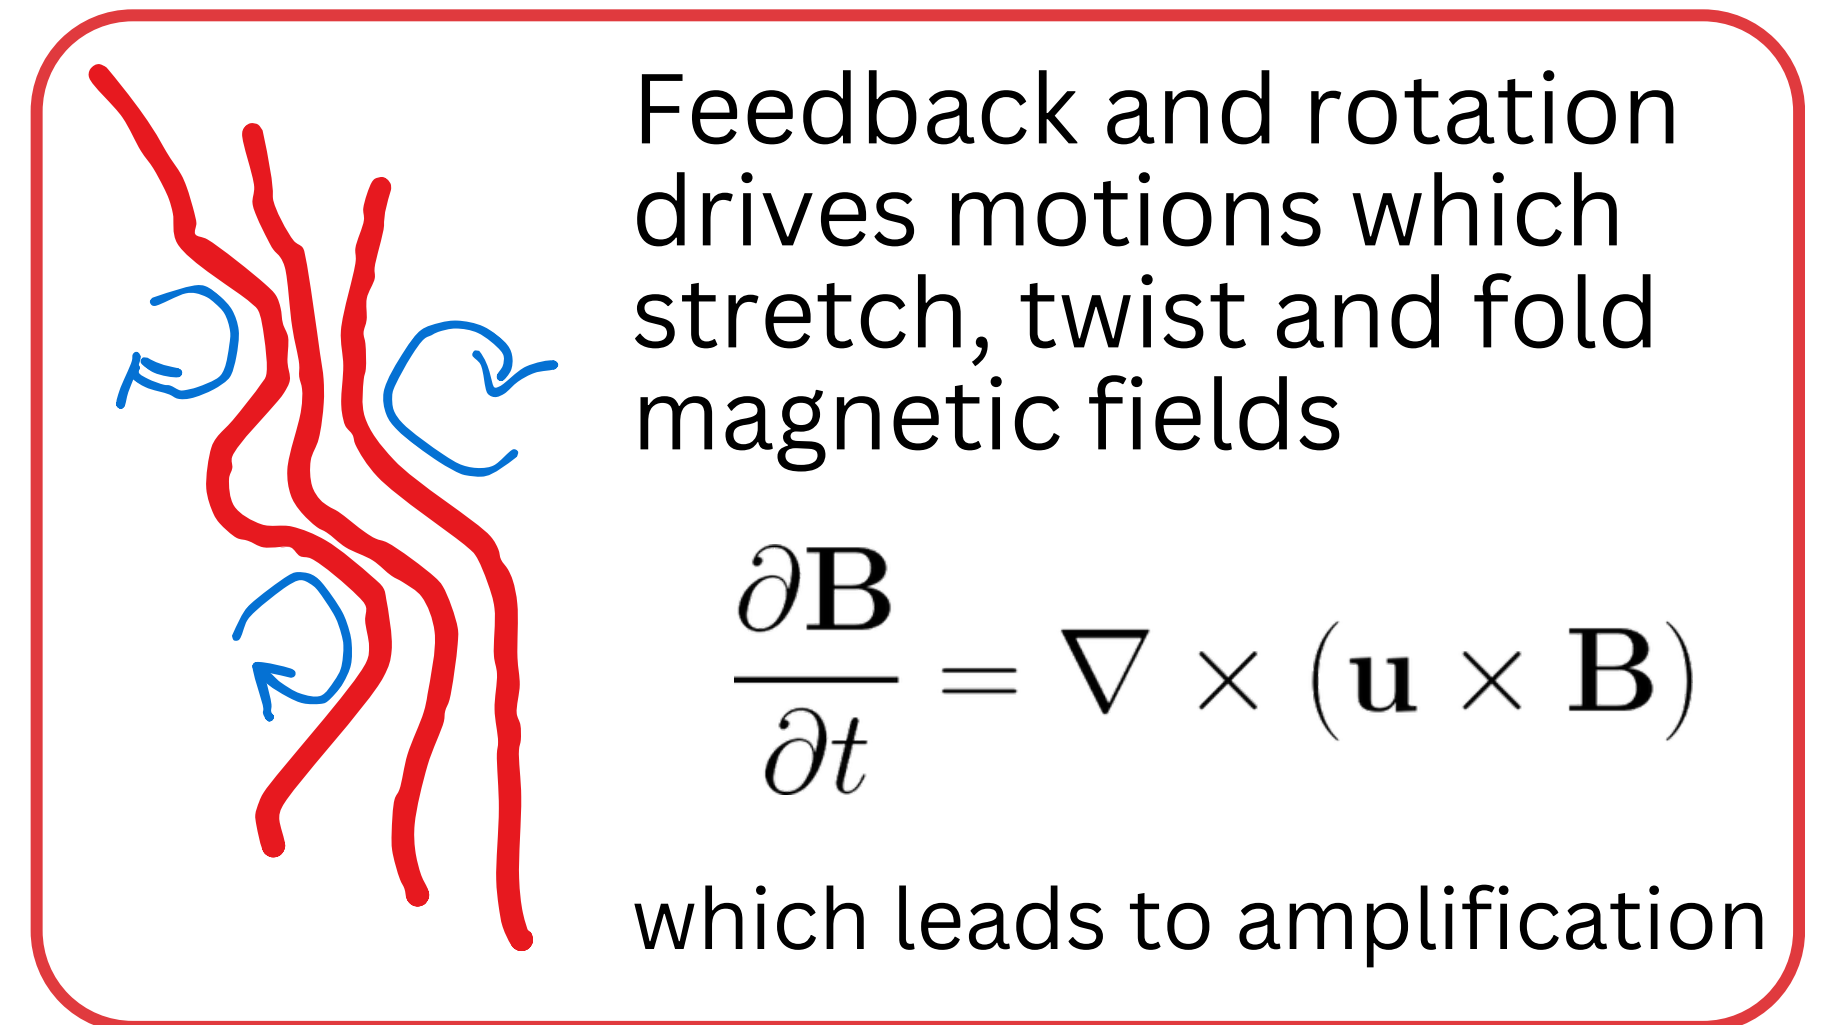 Feedback and rotation
drives motions which
stretch, twist and fold
magnetic fields
∂B/∂t = ∇ × (u × B)
which leads to amplification